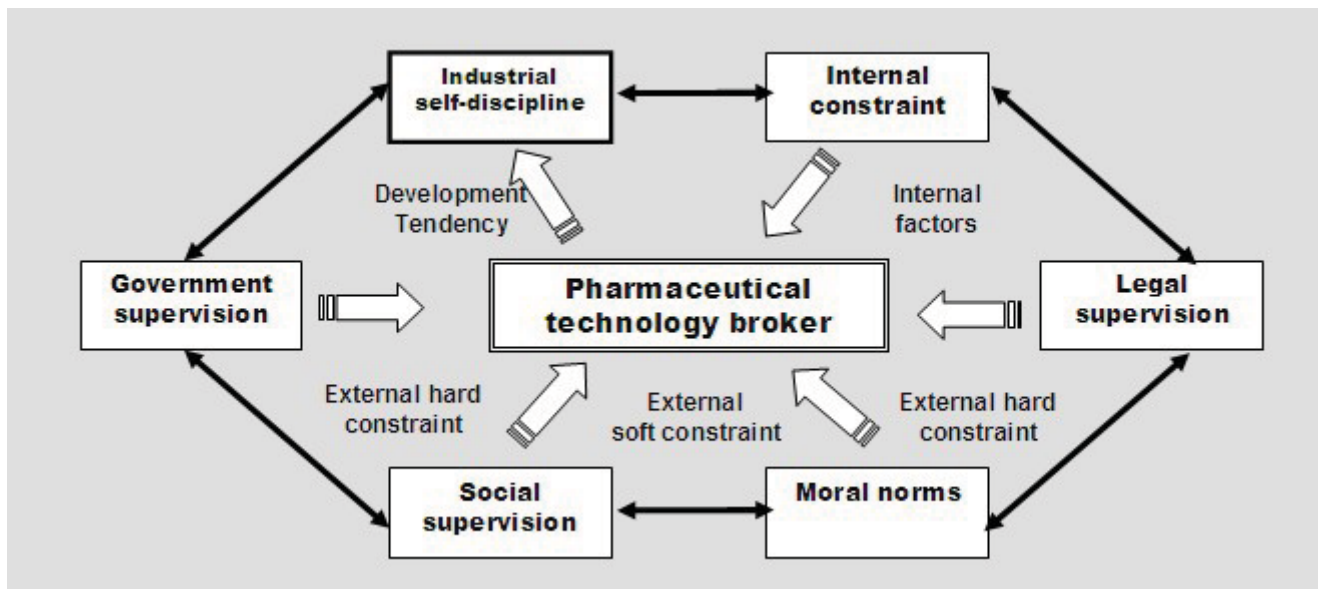 Industrial
self-discipline
Internal
constraint
Development
Tendency
Internal
factors
Government
supervision
Pharmaceutical
technology broker
Legal
supervision
External hard
constraint
External
soft constraint
External hard
constraint
Social
supervision
Moral norms